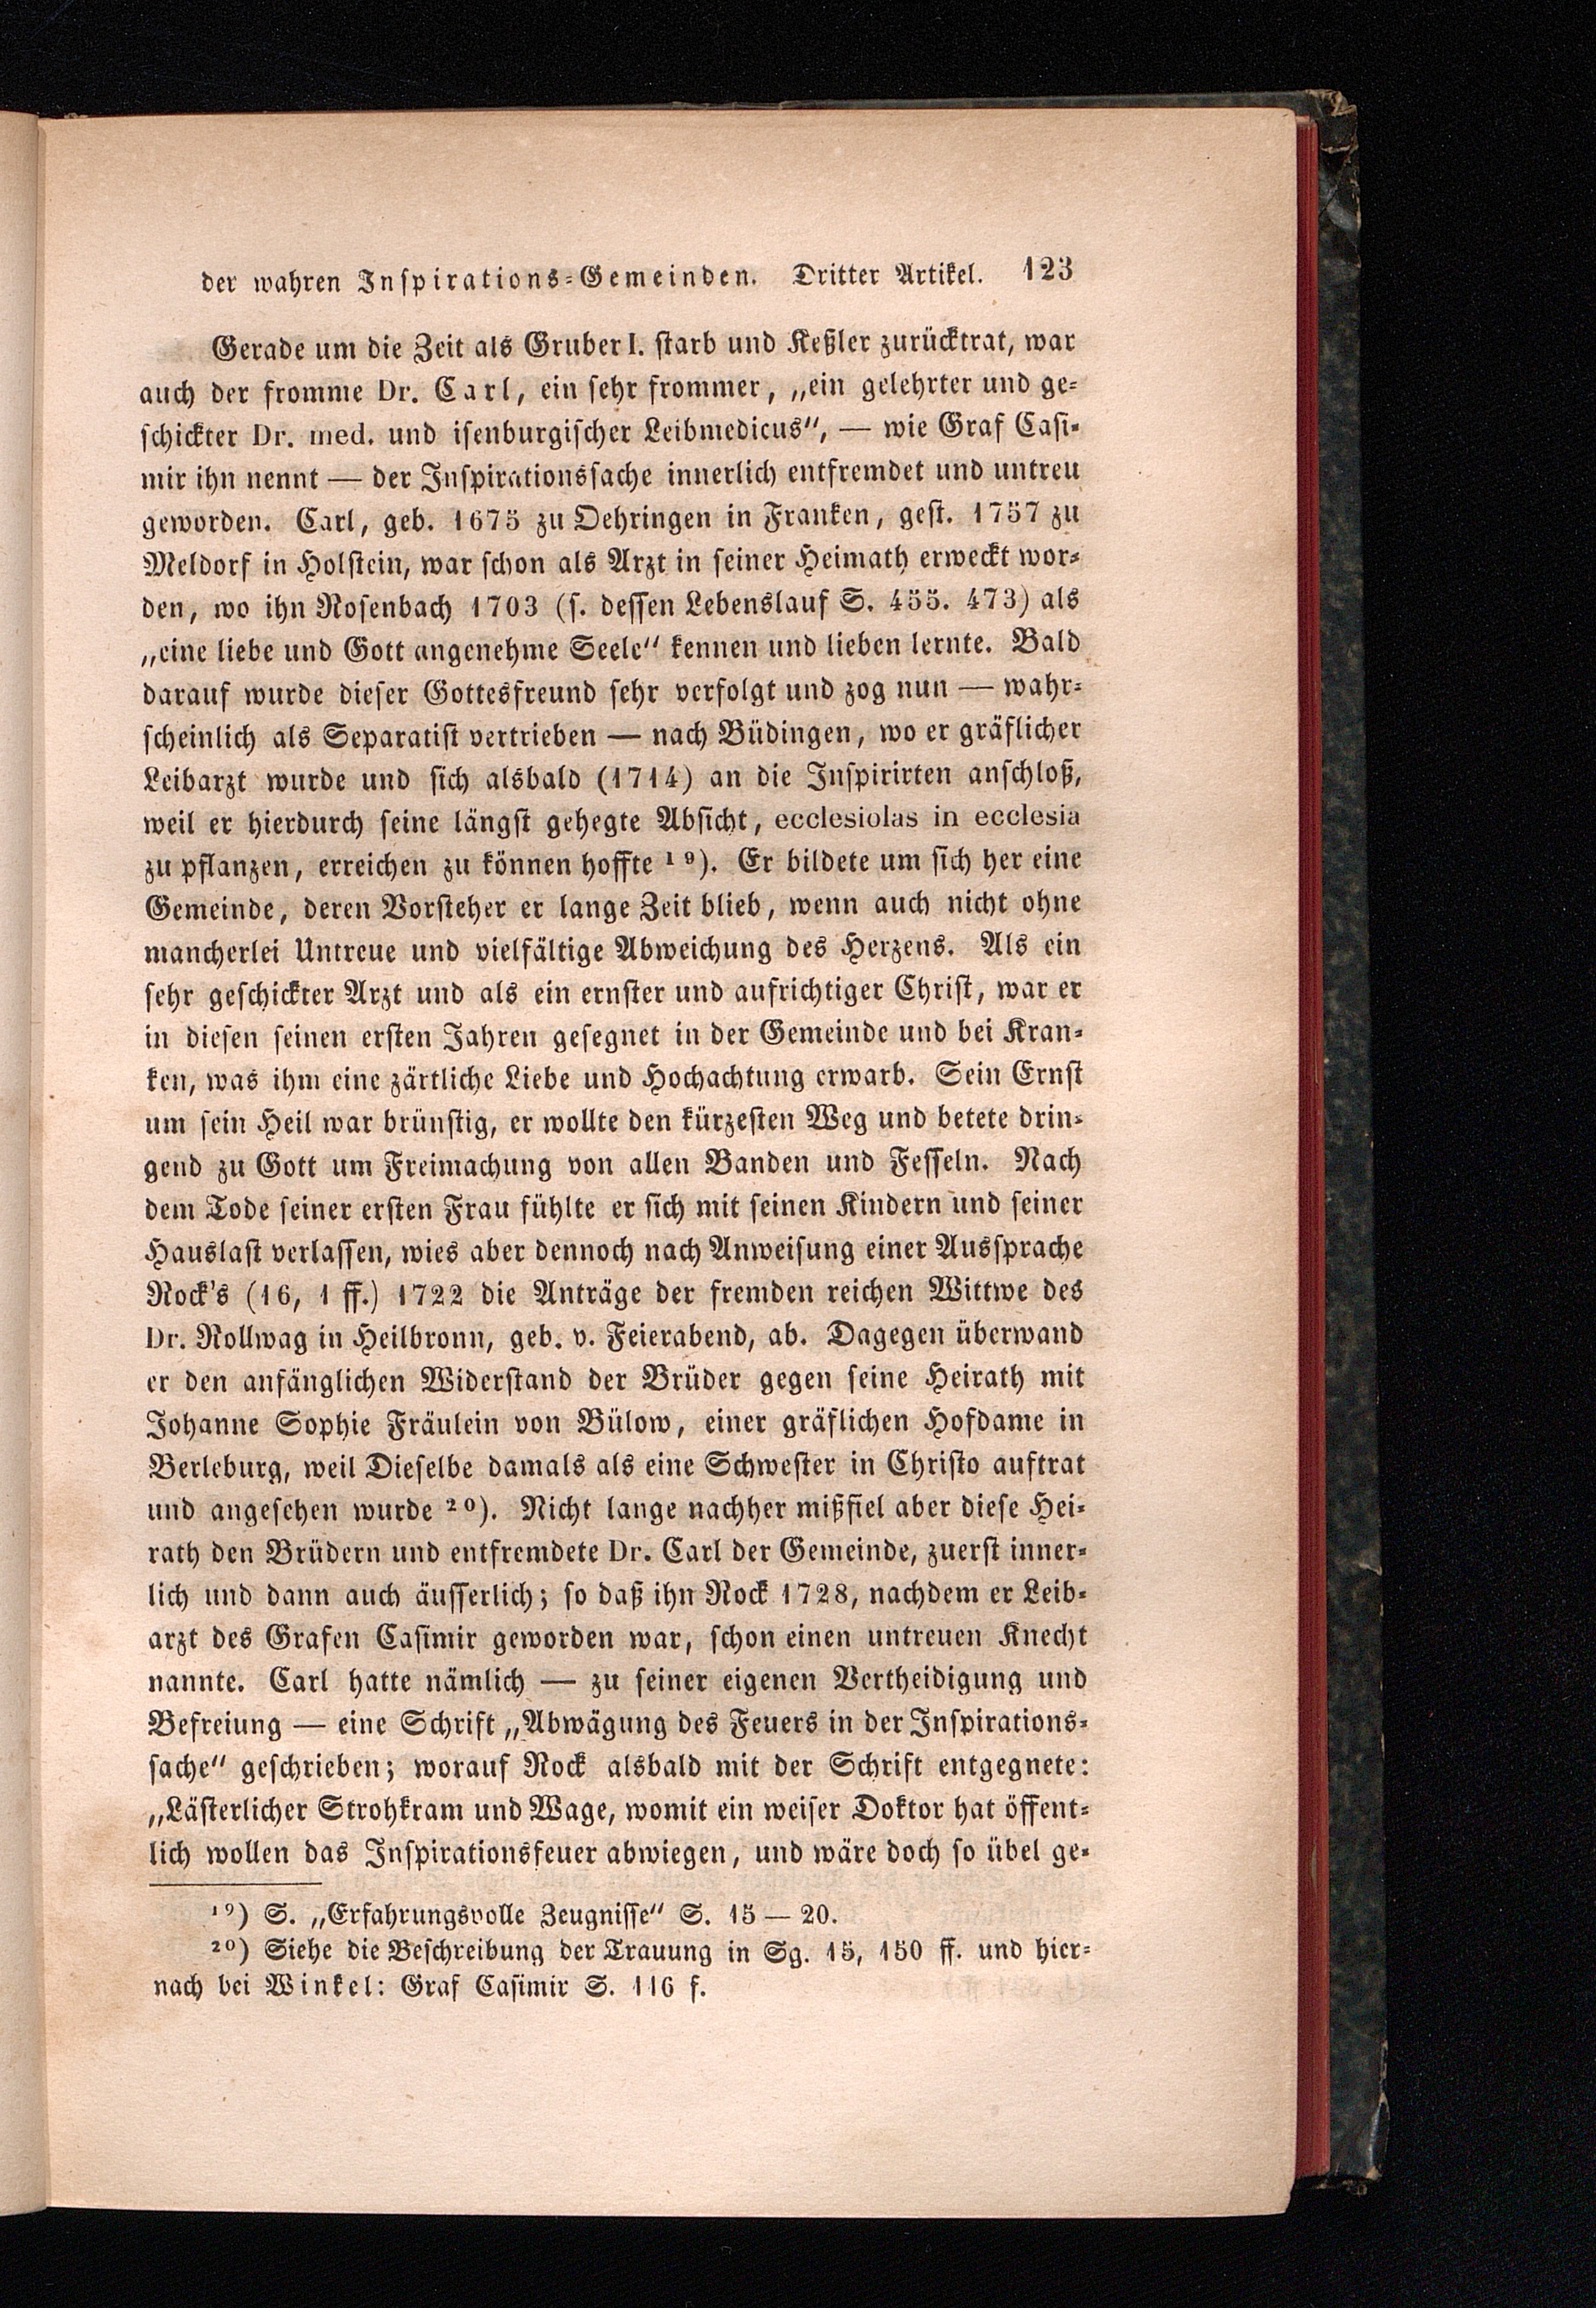 der wahren Inspirations-Gemeinden. Dritter Artikel. 123
Gerade um die Zeit als Gruber I. starb und Keßler zurücktrat, war
auch der fromme Dr. Carl, ein sehr frommer, „ein gelehrter und ge-
schickter Dr. med. und isenburgischer Leibmedicus“, — wie Graf Casi-
mir ihn nennt — der Inspirationssache innerlich entfremdet und untreu
geworden. Carl, geb. 1675 zu Oehringen in Franken, gest. 1757 zu
Meldorf in Holstein, war schon als Arzt in seiner Heimath erweckt wor-
den, wo ihn Rosenbach 1703 (s. dessen Lebenslauf S. 455. 473) als
„eine liebe und Gott angenehme Seele“ kennen und lieben lernte. Bald
darauf wurde dieser Gottesfreund sehr verfolgt und zog nun — wahr-
scheinlich als Separatist vertrieben — nach Büdingen, wo er gräflicher
Leibarzt wurde und sich alsbald (1714) an die Inspirirten anschloß,
weil er hierdurch seine längst gehegte Absicht, ecclesiolas in ecclesia
zu pflanzen, erreichen zu können hoffte ¹⁹). Er bildete um sich her eine
Gemeinde, deren Vorsteher er lange Zeit blieb, wenn auch nicht ohne
mancherlei Untreue und vielfältige Abweichung des Herzens. Als ein
sehr geschickter Arzt und als ein ernster und aufrichtiger Christ, war er
in diesen seinen ersten Jahren gesegnet in der Gemeinde und bei Kran-
ken, was ihm eine zärtliche Liebe und Hochachtung erwarb. Sein Ernst
um sein Heil war brünstig, er wollte den kürzesten Weg und betete drin-
gend zu Gott um Freimachung von allen Banden und Fesseln. Nach
dem Tode seiner ersten Frau fühlte er sich mit seinen Kindern und seiner
Hauslast verlassen, wies aber dennoch nach Anweisung einer Aussprache
Rock's (16, 1 ff.) 1722 die Anträge der fremden reichen Wittwe des
Dr. Rollwag in Heilbronn, geb. v. Feierabend, ab. Dagegen überwand
er den anfänglichen Widerstand der Brüder gegen seine Heirath mit
Johanne Sophie Fräulein von Bülow, einer gräflichen Hofdame in
Berleburg, weil Dieselbe damals als eine Schwester in Christo auftrat
und angesehen wurde ²⁰). Nicht lange nachher mißfiel aber diese Hei-
rath den Brüdern und entfremdete Dr. Carl der Gemeinde, zuerst inner-
lich und dann auch äusserlich; so daß ihn Rock 1728, nachdem er Leib-
arzt des Grafen Casimir geworden war, schon einen untreuen Knecht
nannte. Carl hatte nämlich — zu seiner eigenen Vertheidigung und
Befreiung — eine Schrift „Abwägung des Feuers in der Inspirations-
sache“ geschrieben; worauf Rock alsbald mit der Schrift entgegnete:
„Lästerlicher Strohkram und Wage, womit ein weiser Doktor hat öffent-
lich wollen das Inspirationsfeuer abwiegen, und wäre doch so übel ge-
¹⁹) S. „Erfahrungsvolle Zeugnisse“ S. 15 — 20.
²⁰) Siehe die Beschreibung der Trauung in Sg. 15, 150 ff. und hier-
nach bei Winkel: Graf Casimir S. 116 f.